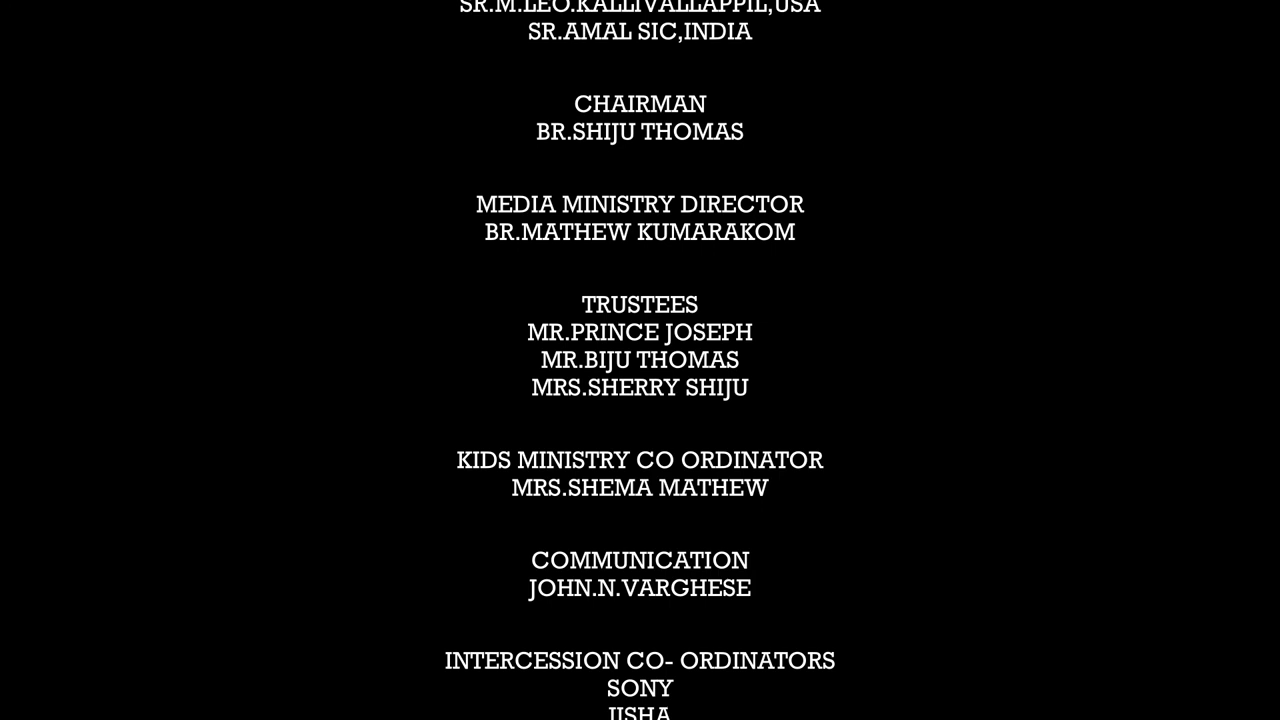 SR.M.LEO.KALLIVALLAPPIL,USA
SR.AMAL SIC,INDIA
CHAIRMAN
BR.SHIJU THOMAS
MEDIA MINISTRY DIRECTOR
BR.MATHEW KUMARAKOM
TRUSTEES
MR.PRINCE JOSEPH
MR.BIJU THOMAS
MRS.SHERRY SHIJU
KIDS MINISTRY CO ORDINATOR
MRS.SHEMA MATHEW
COMMUNICATION
JOHN.N.VARGHESE
INTERCESSION CO- ORDINATORS
SONY
JISHA